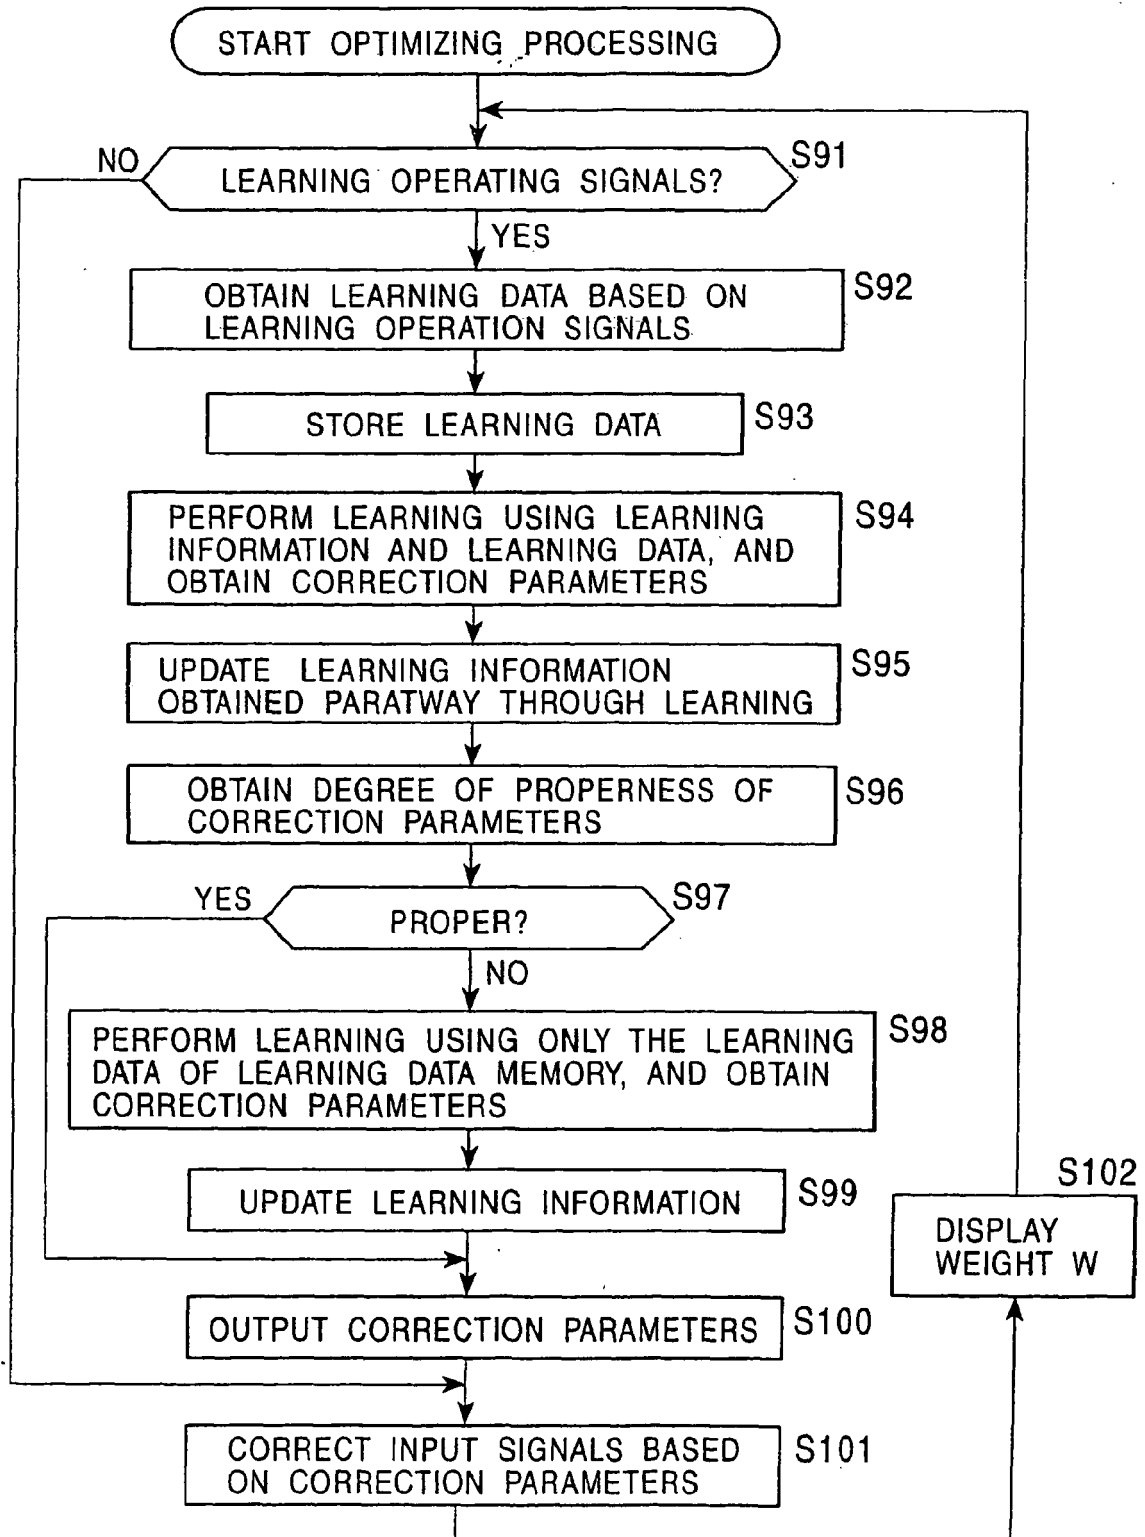 START OPTIMIZING PROCESSING
NO
S91
LEARNING OPERATING SIGNALS?
YES
S92
OBTAIN LEARNING DATA BASED ON
LEARNING OPERATION SIGNALS
S93
STORE LEARNING DATA
S94
PERFORM LEARNING USING LEARNING
INFORMATION AND LEARNING DATA, AND
OBTAIN CORRECTION PARAMETERS
S95
UPDATE LEARNING INFORMATION
OBTAINED PARATWAY THROUGH LEARNING
S96
OBTAIN DEGREE OF PROPERNESS OF
CORRECTION PARAMETERS
YES
S97
PROPER?
NO
S98
PERFORM LEARNING USING ONLY THE LEARNING
DATA OF LEARNING DATA MEMORY, AND OBTAIN
CORRECTION PARAMETERS
S99
UPDATE LEARNING INFORMATION
S102
DISPLAY
WEIGHT W
S100
OUTPUT CORRECTION PARAMETERS
S101
CORRECT INPUT SIGNALS BASED
ON CORRECTION PARAMETERS